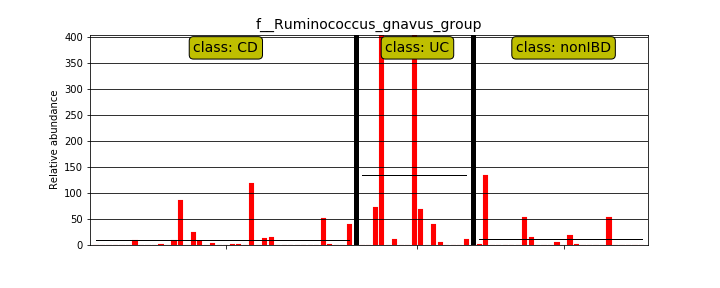 f__Ruminococcus_gnavus_group
class: CD
class: UC
class: nonIBD
Relative abundance
400
350
300
250
200
150
100
50
0